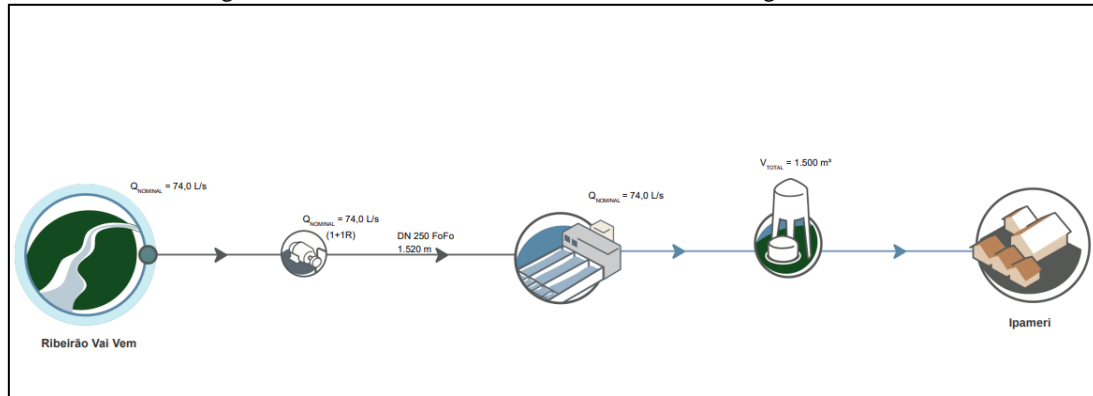 V_TOTAL = 1.500 m³
Q_NOMINAL = 74,0 L/s
Q_NOMINAL = 74,0 L/s
Q_NOMINAL = 74,0 L/s
(1+1R)
DN 250 FoFo
1.520 m
Ribeirão Vai Vem
Ipameri